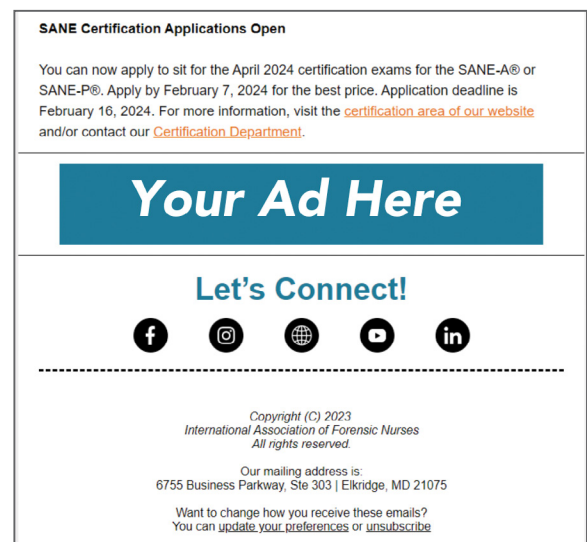 SANE Certification Applications Open
You can now apply to sit for the April 2024 certification exams for the SANE-A® or
SANE-P®. Apply by February 7, 2024 for the best price. Application deadline is
February 16, 2024. For more information, visit the certification area of our website
and/or contact our Certification Department.
Your Ad Here
Let's Connect!
Copyright (C) 2023
International Association of Forensic Nurses
All rights reserved.
Our mailing address is:
6755 Business Parkway, Ste 303 | Elkridge, MD 21075
Want to change how you receive these emails?
You can update your preferences or unsubscribe